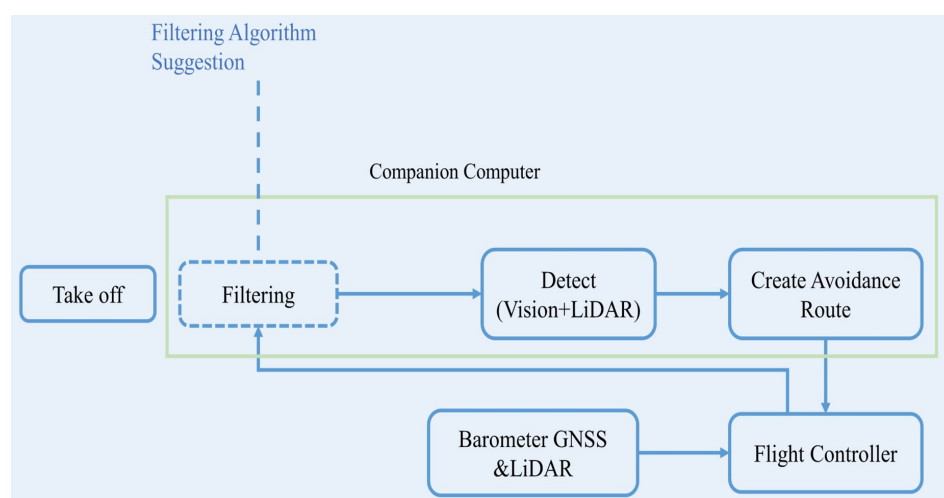 Filtering Algorithm
Suggestion
Companion Computer
Take off
Filtering
Detect
(Vision+LiDAR)
Create Avoidance
Route
Barometer GNSS
&LiDAR
Flight Controller